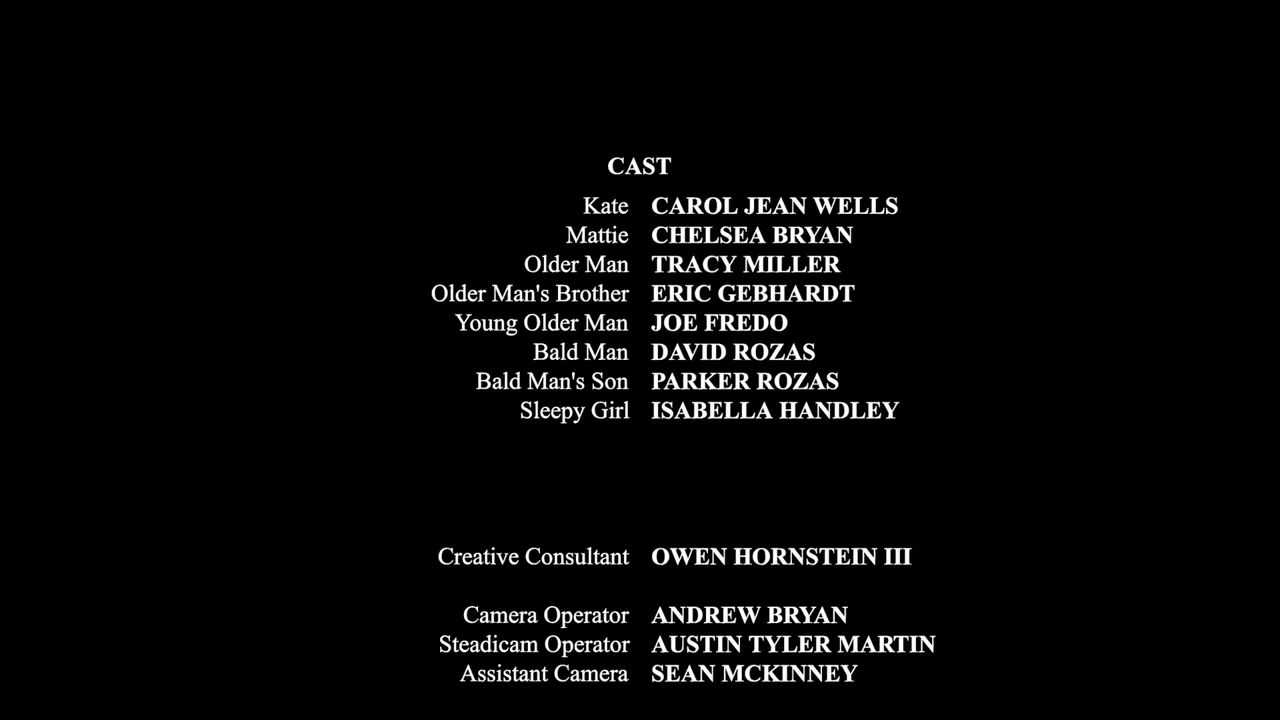 CAST
Kate CAROL JEAN WELLS
Mattie CHELSEA BRYAN
Older Man TRACY MILLER
Older Man's Brother ERIC GEBHARDT
Young Older Man JOE FREDO
Bald Man DAVID ROZAS
Bald Man's Son PARKER ROZAS
Sleepy Girl ISABELLA HANDLEY
Creative Consultant OWEN HORNSTEIN III
Camera Operator ANDREW BRYAN
Steadicam Operator AUSTIN TYLER MARTIN
Assistant Camera SEAN MCKINNEY